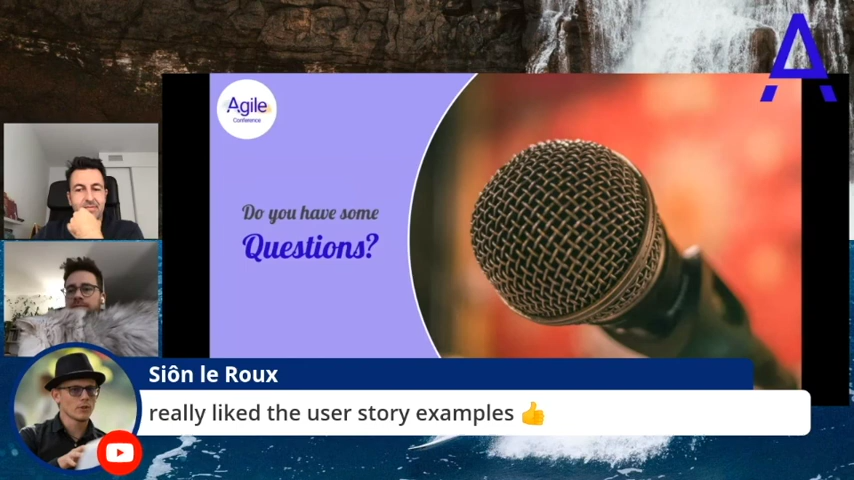 Agile
Conference
Do you have some
Questions?
Siôn le Roux
really liked the user story examples 👍